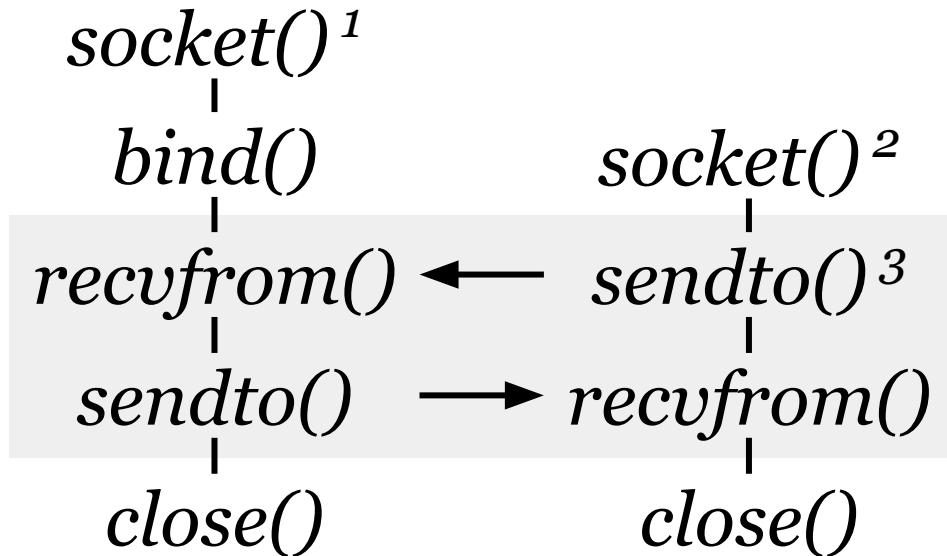 socket() 1
bind()
socket() 2
recvfrom()
sendto() 3
sendto()
recvfrom()
close()
close()